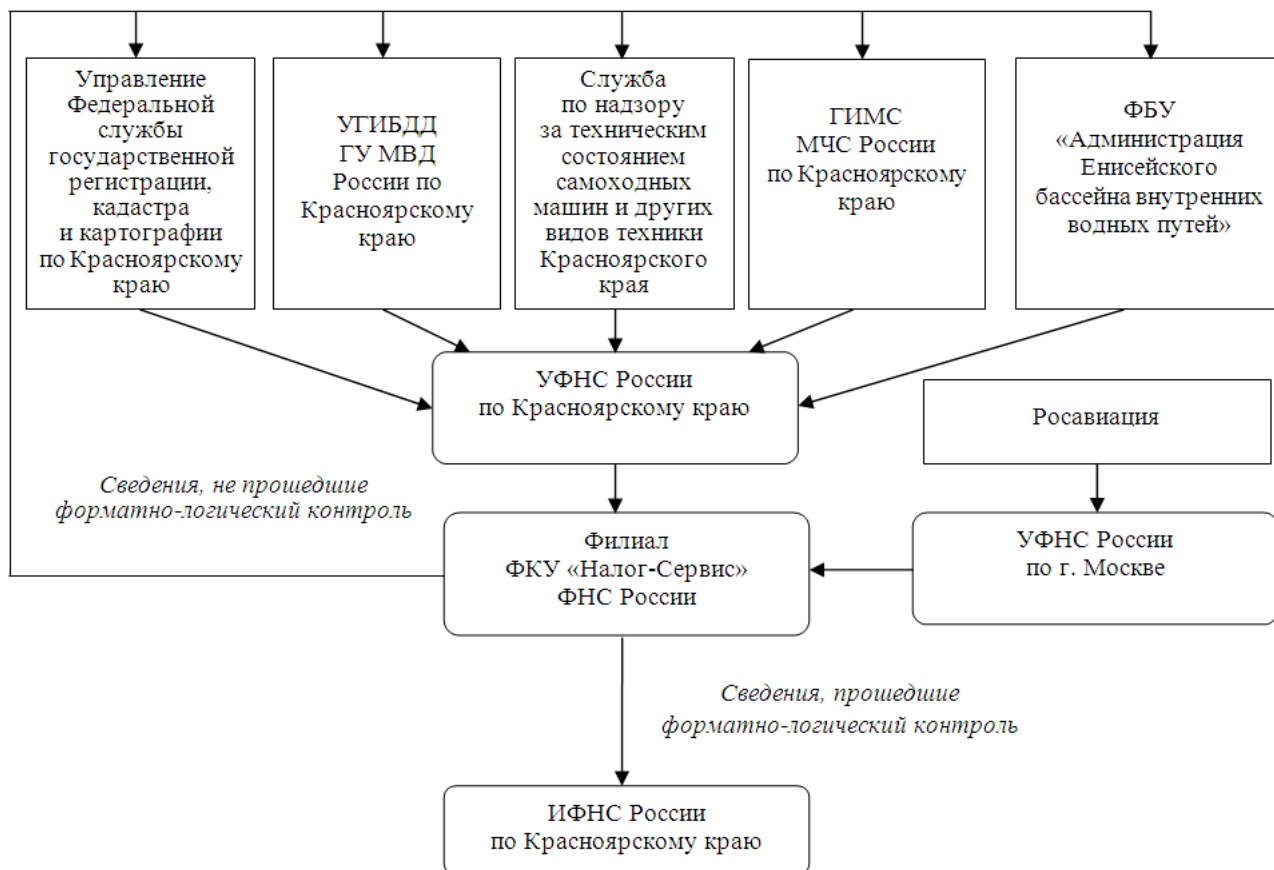 Управление
Федеральной
службы
государственной
регистрации,
кадастра
и картографии
по Красноярскому
краю
УГИБДД
ГУ МВД
России по
Красноярскому
краю
Служба
по надзору
за техническим
состоянием
самоходных
машин и других
видов техники
Красноярского
края
ГИМС
МЧС России
по Красноярскому
краю
ФБУ
«Администрация
Енисейского
бассейна внутренних
водных путей»
УФНС России
по Красноярскому краю
Росавиация
Сведения, не прошедшие
форматно-логический контроль
Филиал
ФКУ «Налог-Сервис»
ФНС России
УФНС России
по г. Москве
Сведения, прошедшие
форматно-логический контроль
ИФНС России
по Красноярскому краю